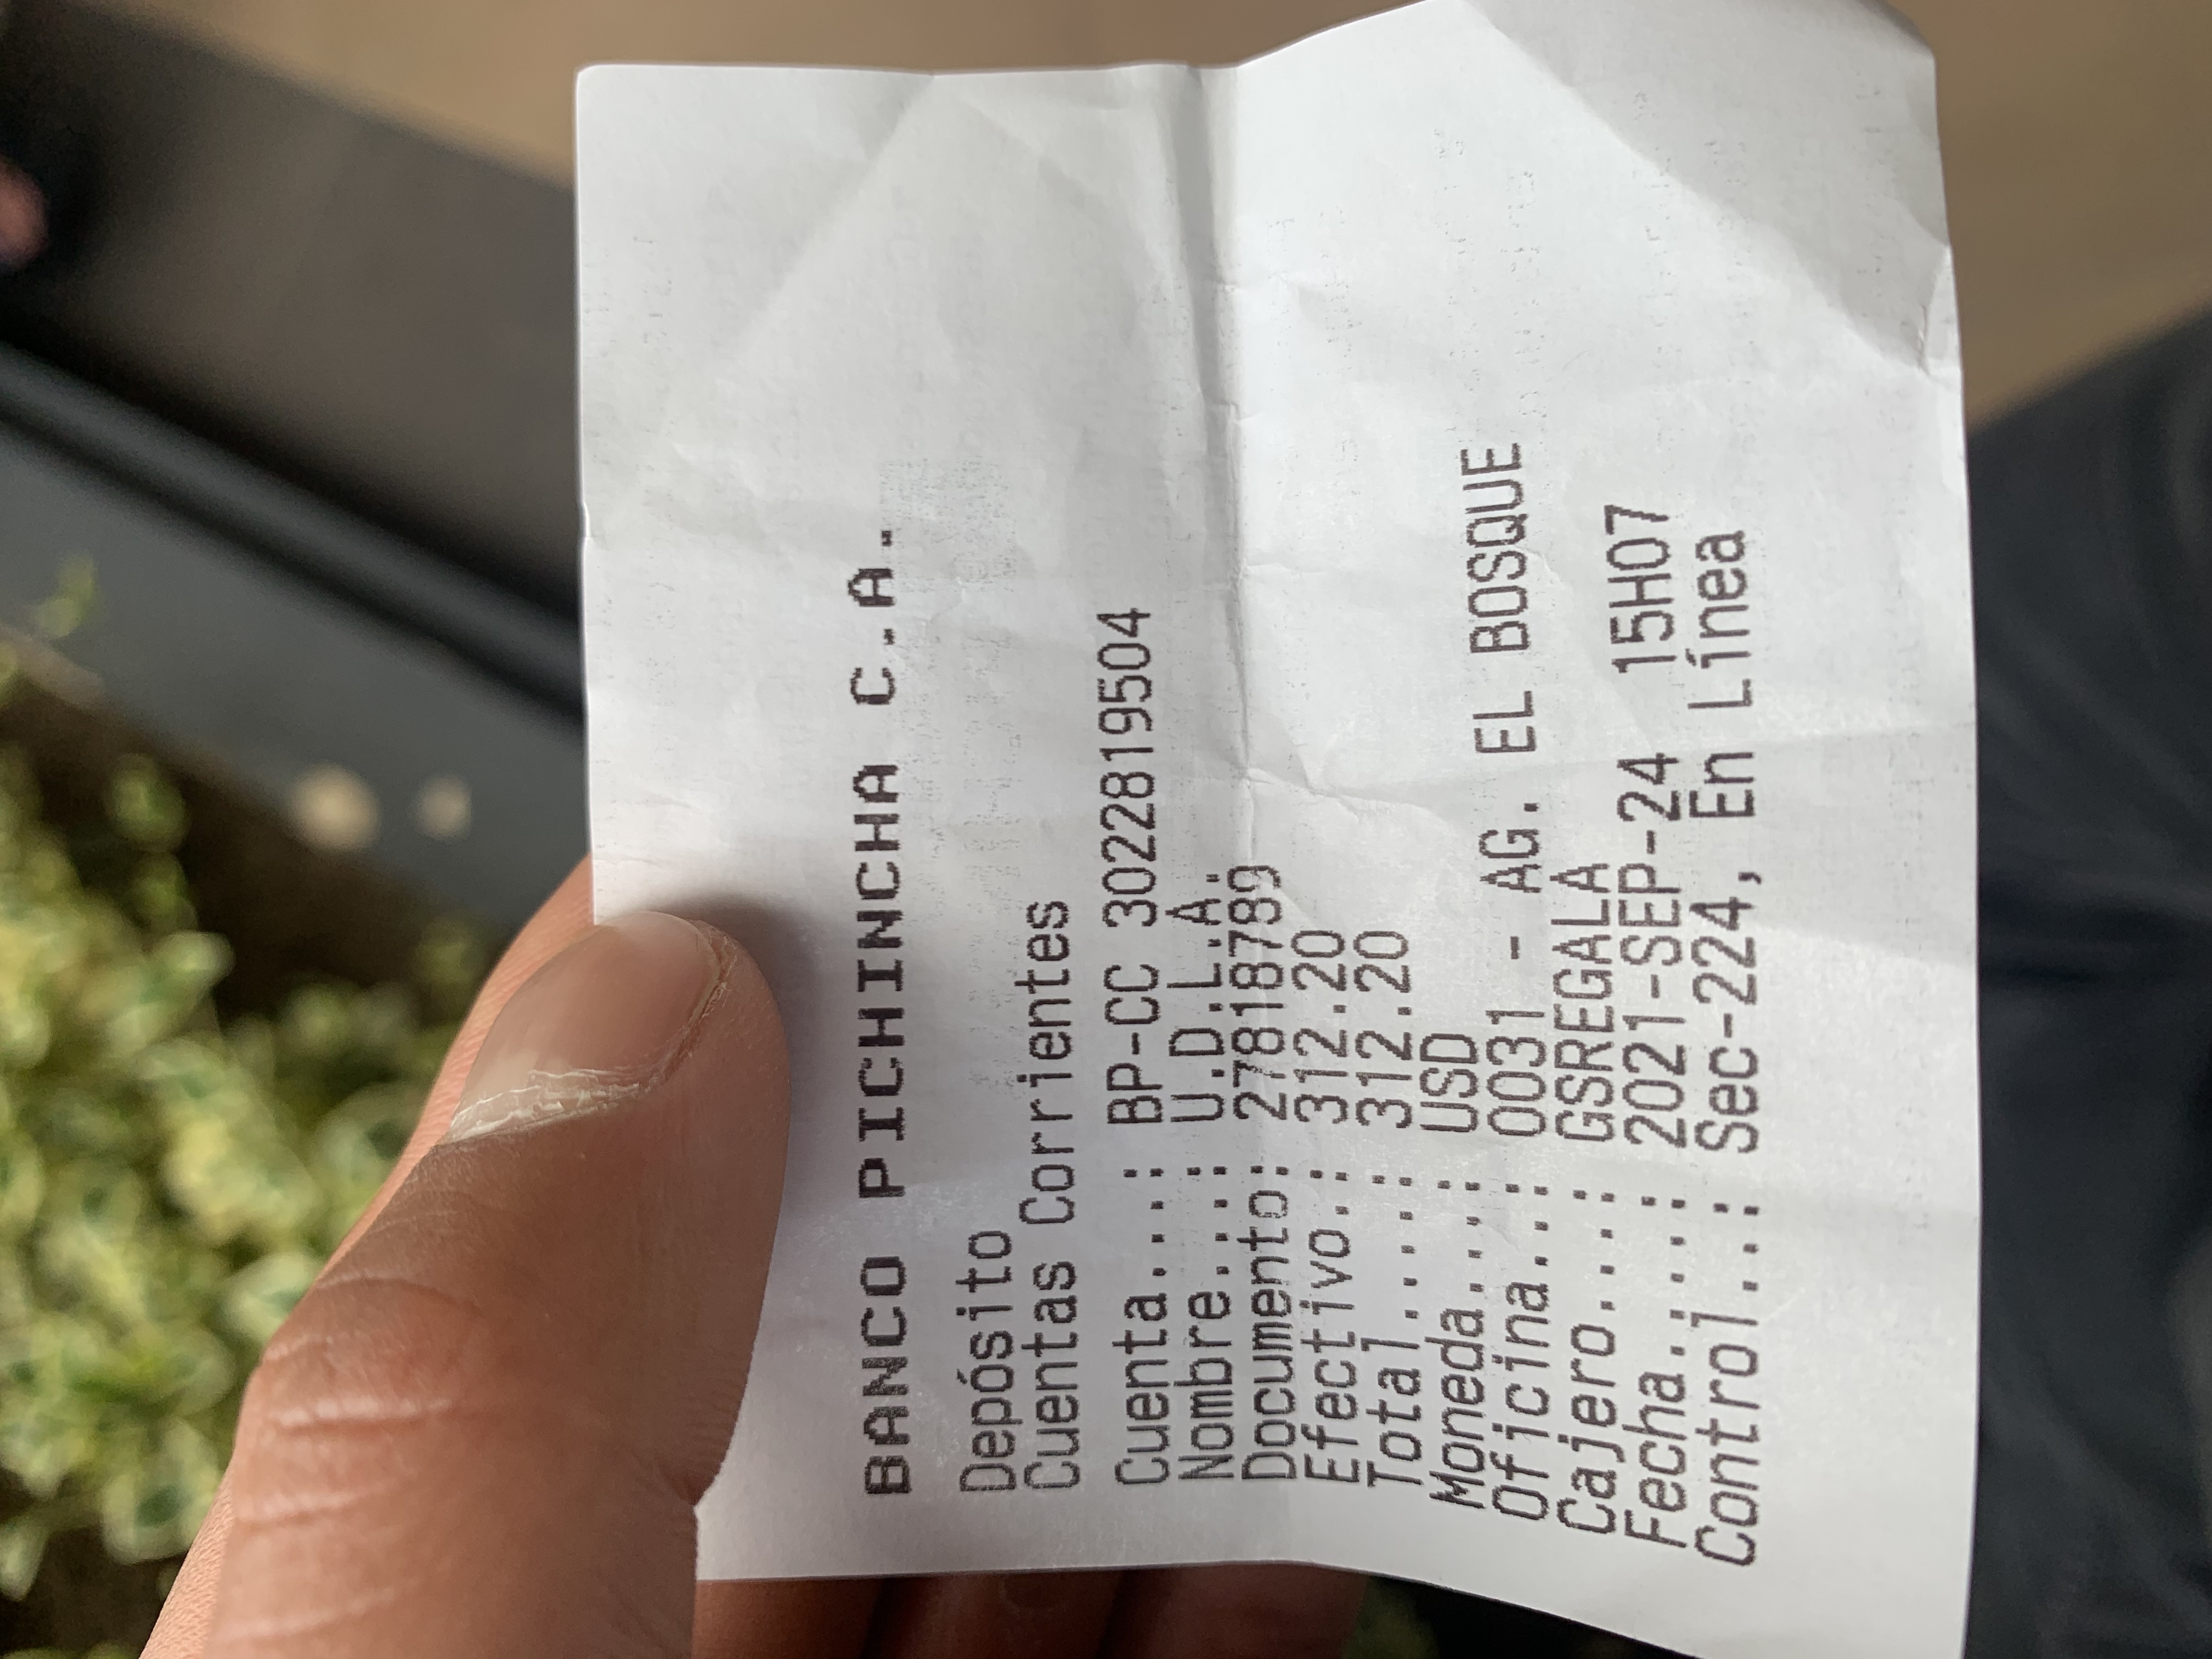 BANCO PICHINCHA C.A.
Depósito
Cuentas Corrientes
Cuenta....: BP-CC 3022819504
Nombre....: U.D.L.A.
Documento: 27818789
Efectivo.: 312.20
Total.....: 312.20
Moneda....: USD
Oficina...: 0031 - AG. EL BOSQUE
Cajero....: GSREGALA
Fecha.....: 2021-SEP-24 15H07
Control...: Sec-224, En Línea